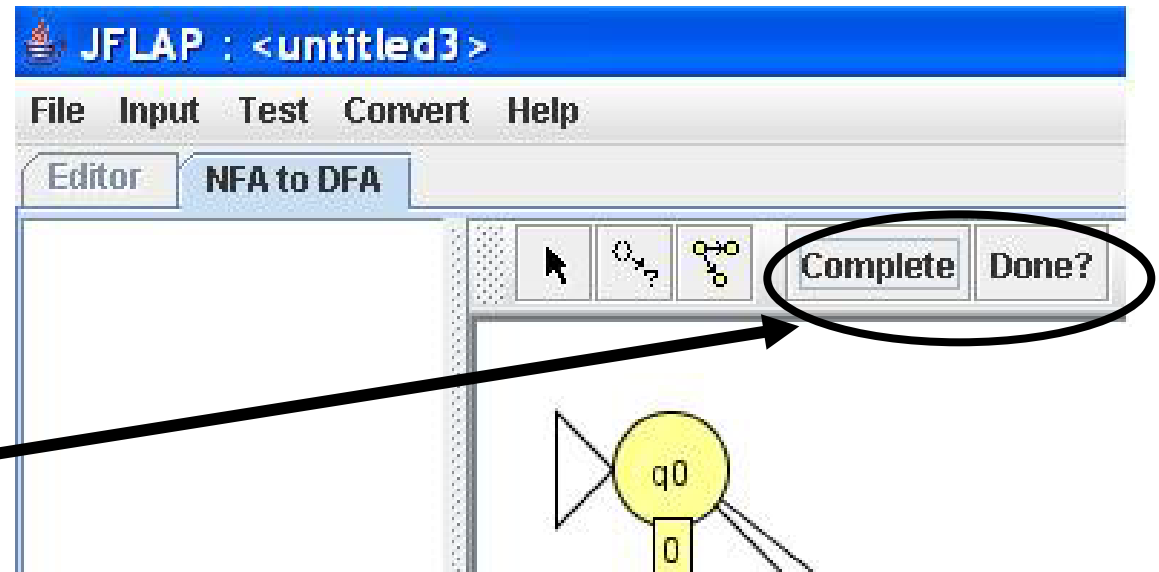 JFLAP : <untitled3>
File Input Test Convert Help
Editor NFA to DFA
? Complete Done?
q0
0